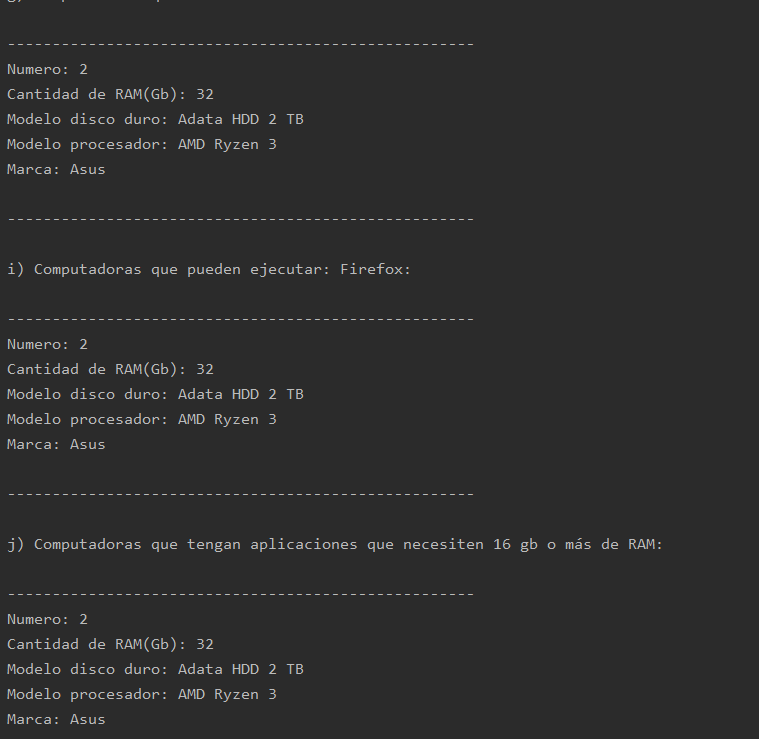 ----------------------------------------------------
Numero: 2
Cantidad de RAM(Gb): 32
Modelo disco duro: Adata HDD 2 TB
Modelo procesador: AMD Ryzen 3
Marca: Asus
----------------------------------------------------
i) Computadoras que pueden ejecutar: Firefox:
----------------------------------------------------
Numero: 2
Cantidad de RAM(Gb): 32
Modelo disco duro: Adata HDD 2 TB
Modelo procesador: AMD Ryzen 3
Marca: Asus
----------------------------------------------------
j) Computadoras que tengan aplicaciones que necesiten 16 gb o más de RAM:
----------------------------------------------------
Numero: 2
Cantidad de RAM(Gb): 32
Modelo disco duro: Adata HDD 2 TB
Modelo procesador: AMD Ryzen 3
Marca: Asus